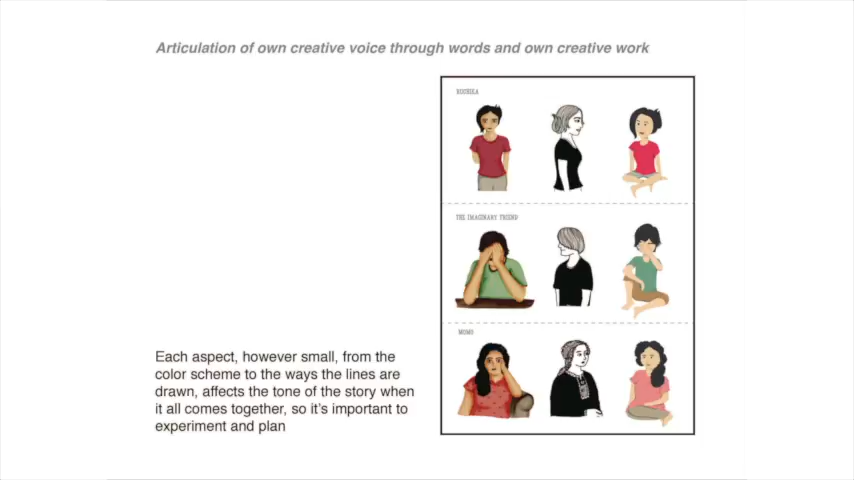 Articulation of own creative voice through words and own creative work
RUCHIKA
THE IMAGINARY FRIEND
MOMO
Each aspect, however small, from the
color scheme to the ways the lines are
drawn, affects the tone of the story when
it all comes together, so it's important to
experiment and plan